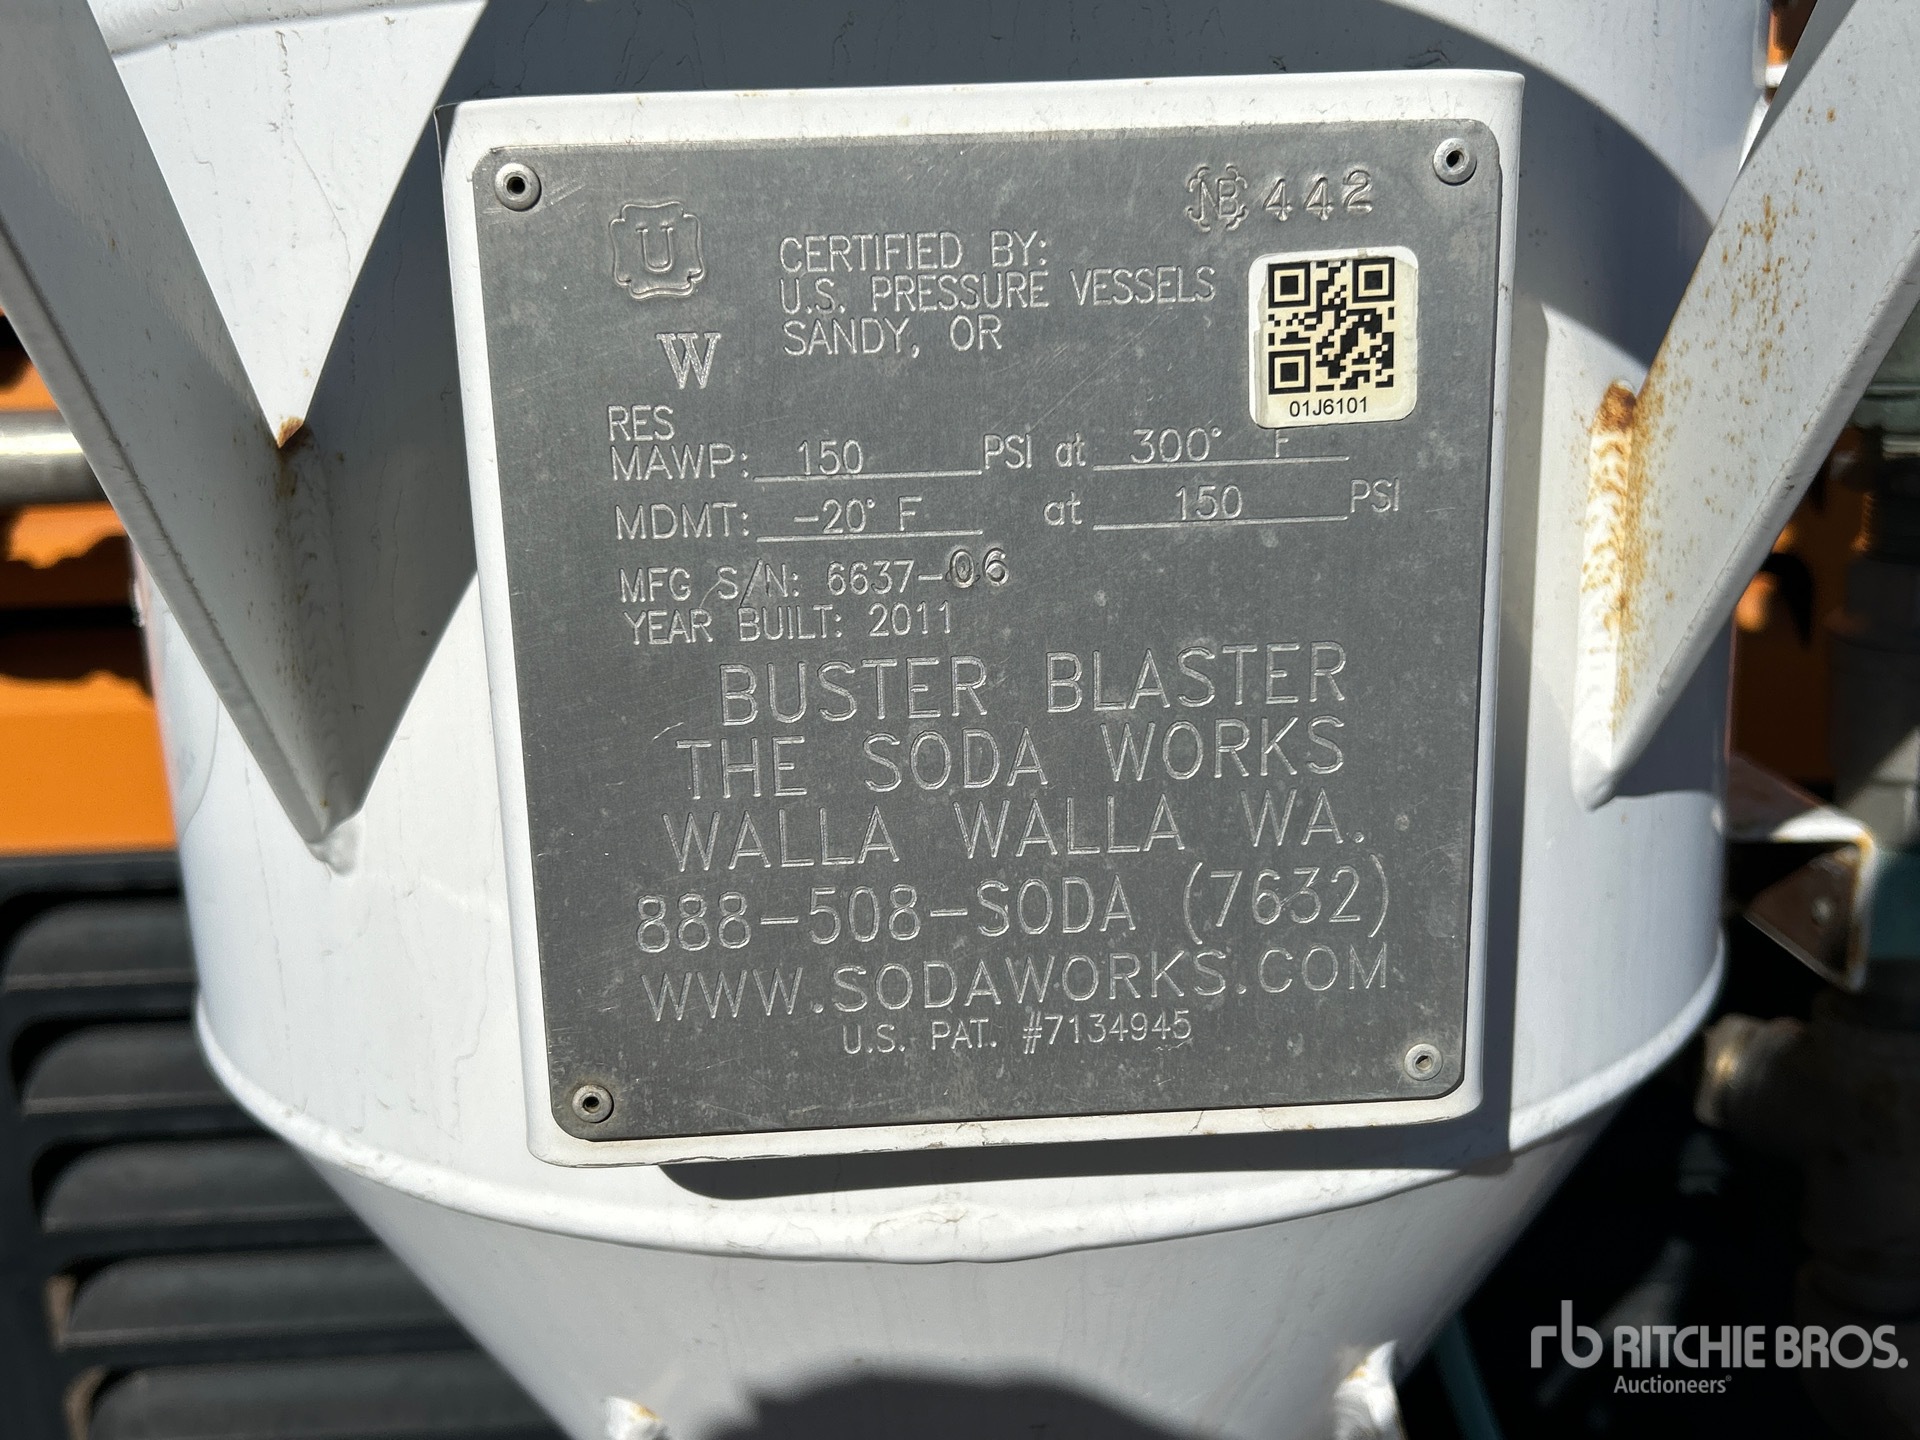 NB 442
U
CERTIFIED BY:
U.S. PRESSURE VESSELS
SANDY, OR
W
01J6101
RES
MAWP: 150 PSI at 300° F
MDMT: -20° F at 150 PSI
MFG S/N: 6637-06
YEAR BUILT: 2011
BUSTER BLASTER
THE SODA WORKS
WALLA WALLA WA.
888-508-SODA (7632)
WWW.SODAWORKS.COM
U.S. PAT. #7134945
rb RITCHIE BROS.
Auctioneers